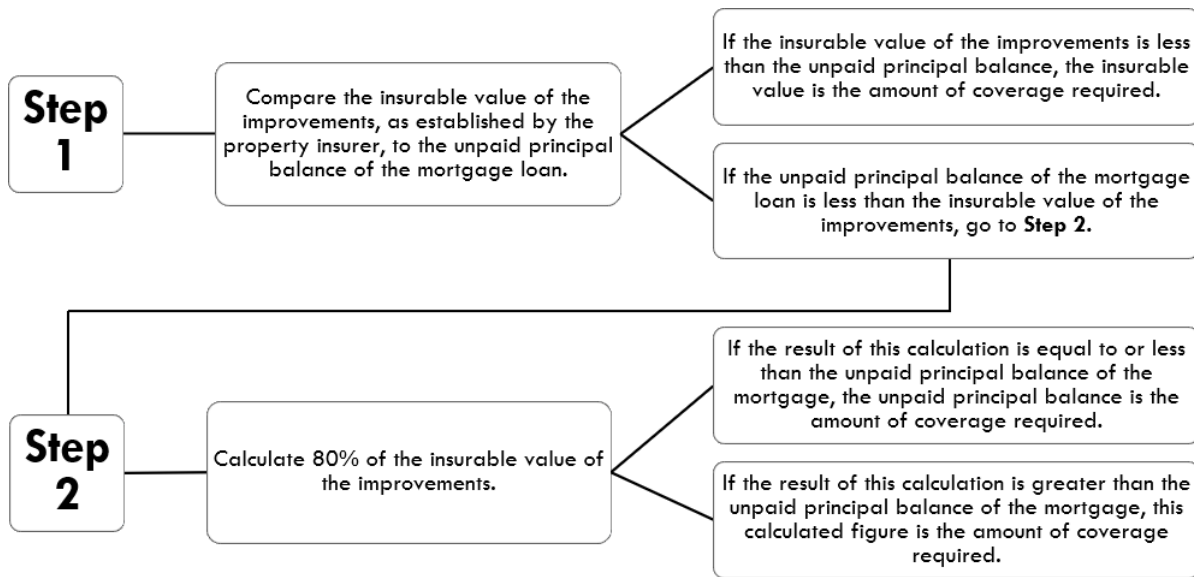 Step
1
Compare the insurable value of the
improvements, as established by the
property insurer, to the unpaid principal
balance of the mortgage loan.
If the insurable value of the improvements is less
than the unpaid principal balance, the insurable
value is the amount of coverage required.
If the unpaid principal balance of the mortgage
loan is less than the insurable value of the
improvements, go to Step 2.
Step
2
Calculate 80% of the insurable value of
the improvements.
If the result of this calculation is equal to or less
than the unpaid principal balance of the
mortgage, the unpaid principal balance is the
amount of coverage required.
If the result of this calculation is greater than the
unpaid principal balance of the mortgage, this
calculated figure is the amount of coverage
required.